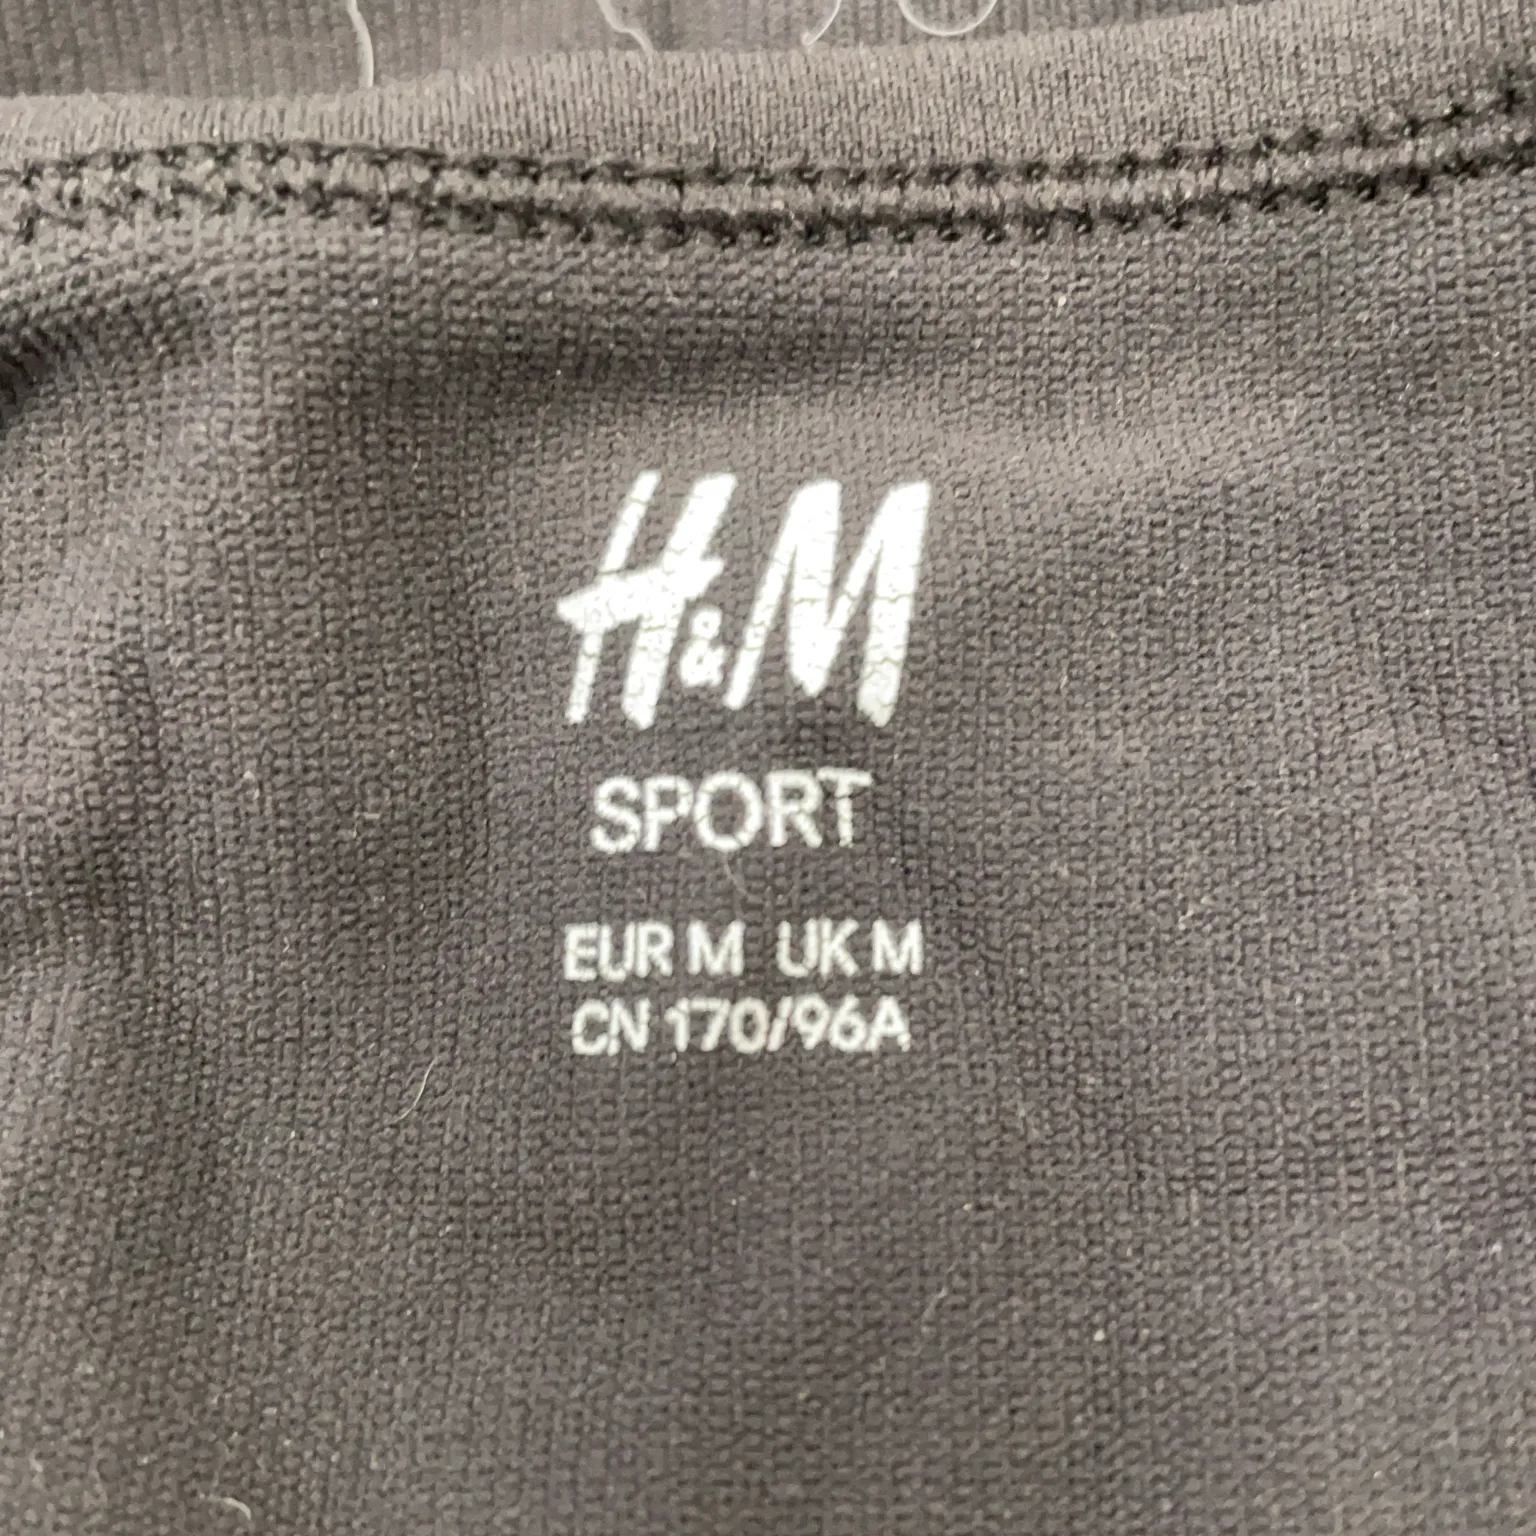 H&M
SPORT
EUR M UK M
CN 170/96A